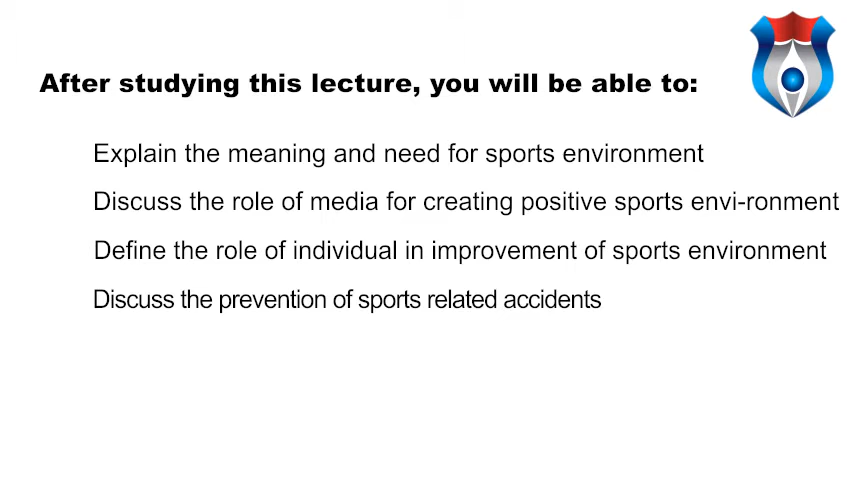 After studying this lecture, you will be able to:
Explain the meaning and need for sports environment
Discuss the role of media for creating positive sports envi-ronment
Define the role of individual in improvement of sports environment
Discuss the prevention of sports related accidents